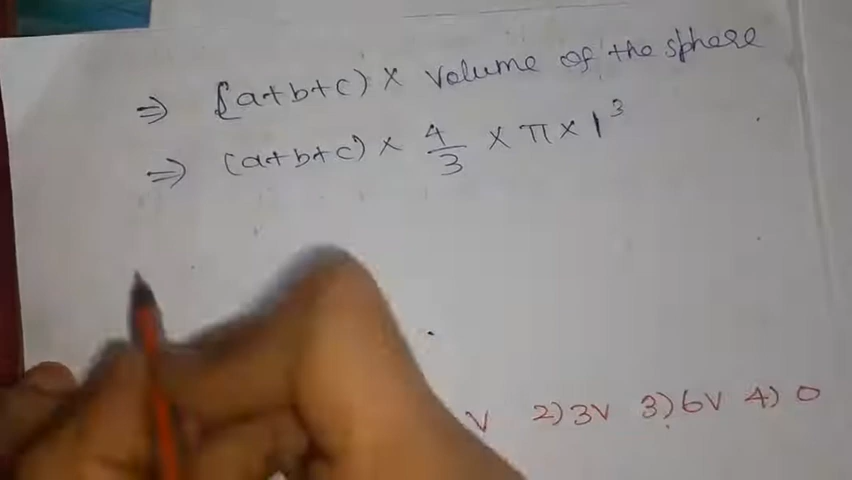 ⇒ (a+b+c) × volume of the sphere
⇒ (a+b+c) × 4/3 × π × 1³
V 2) 3V 3) 6V 4) 0